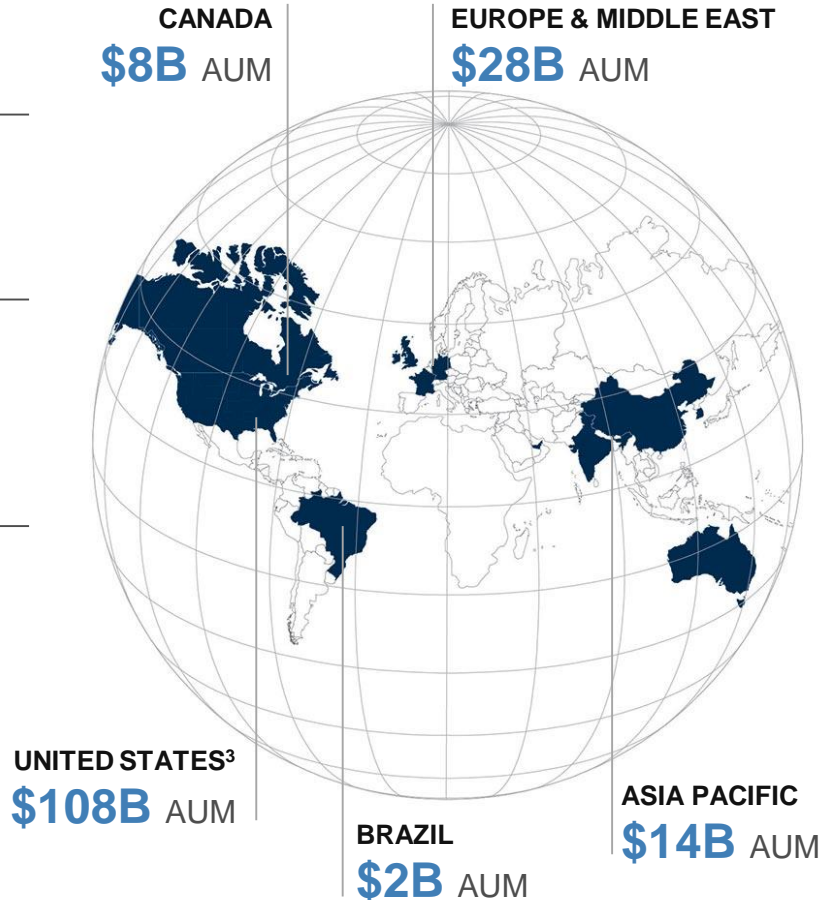 CANADA
$8B AUM
EUROPE & MIDDLE EAST
$28B AUM
UNITED STATES³
$108B AUM
BRAZIL
$2B AUM
ASIA PACIFIC
$14B AUM